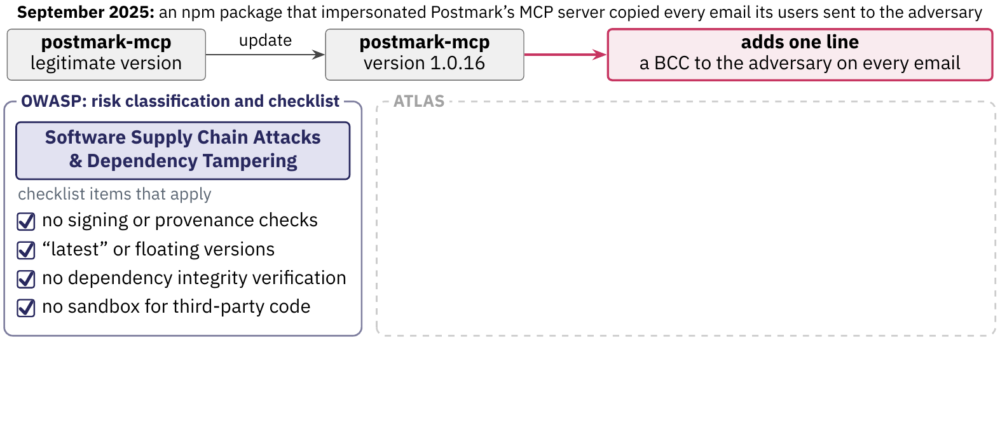 September 2025: an npm package that impersonated Postmark’s MCP server copied every email its users sent to the adversary
postmark-mcp
legitimate version
update
postmark-mcp
version 1.0.16
adds one line
a BCC to the adversary on every email
OWASP: risk classification and checklist
Software Supply Chain Attacks
& Dependency Tampering
checklist items that apply
no signing or provenance checks
“latest” or floating versions
no dependency integrity verification
no sandbox for third-party code
ATLAS